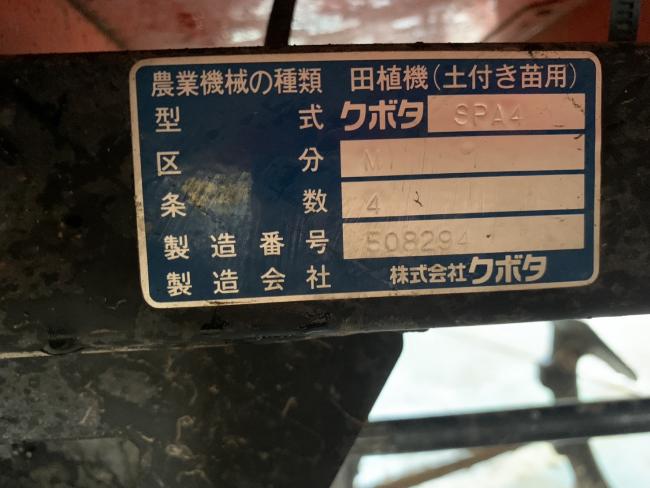 農業機械の種類 田植機(土付き苗用)
型式 クボタ SPA4
区分 M
条数 4
製造番号 508294
製造会社 株式会社クボタ